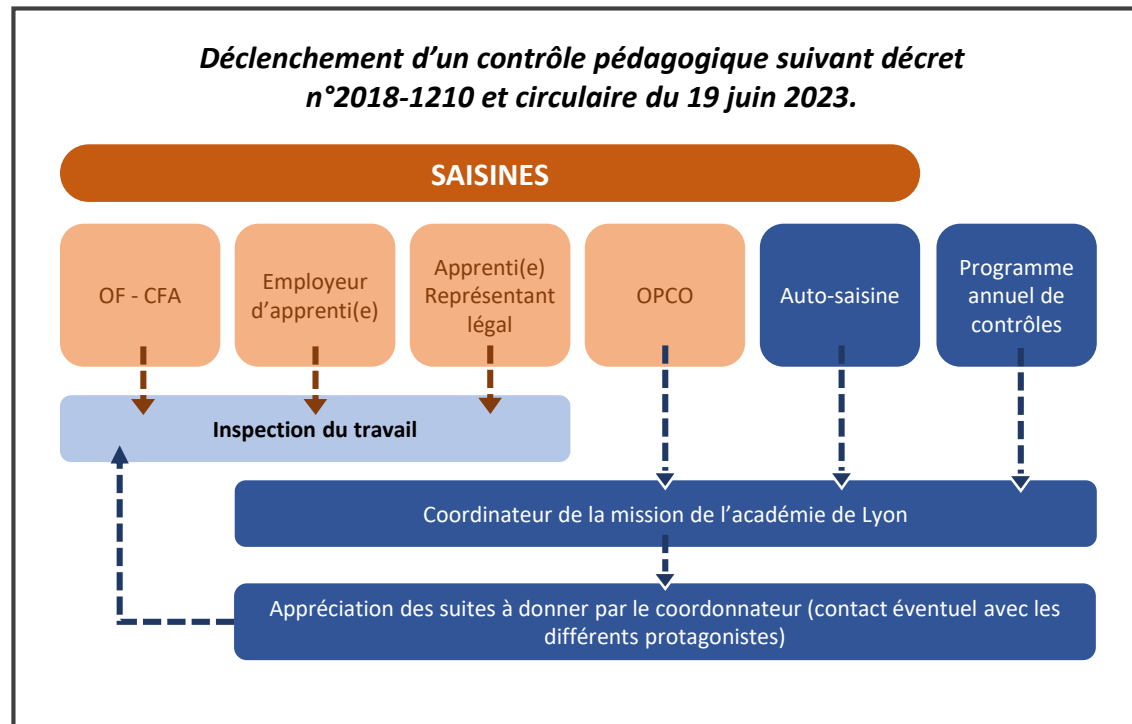 Déclenchement d’un contrôle pédagogique suivant décret
n°2018-1210 et circulaire du 19 juin 2023.
SAISINES
OF - CFA
Employeur
d’apprenti(e)
Apprenti(e)
Représentant
légal
OPCO
Auto-saisine
Programme
annuel de
contrôles
Inspection du travail
Coordinateur de la mission de l’académie de Lyon
Appréciation des suites à donner par le coordonnateur (contact éventuel avec les
différents protagonistes)